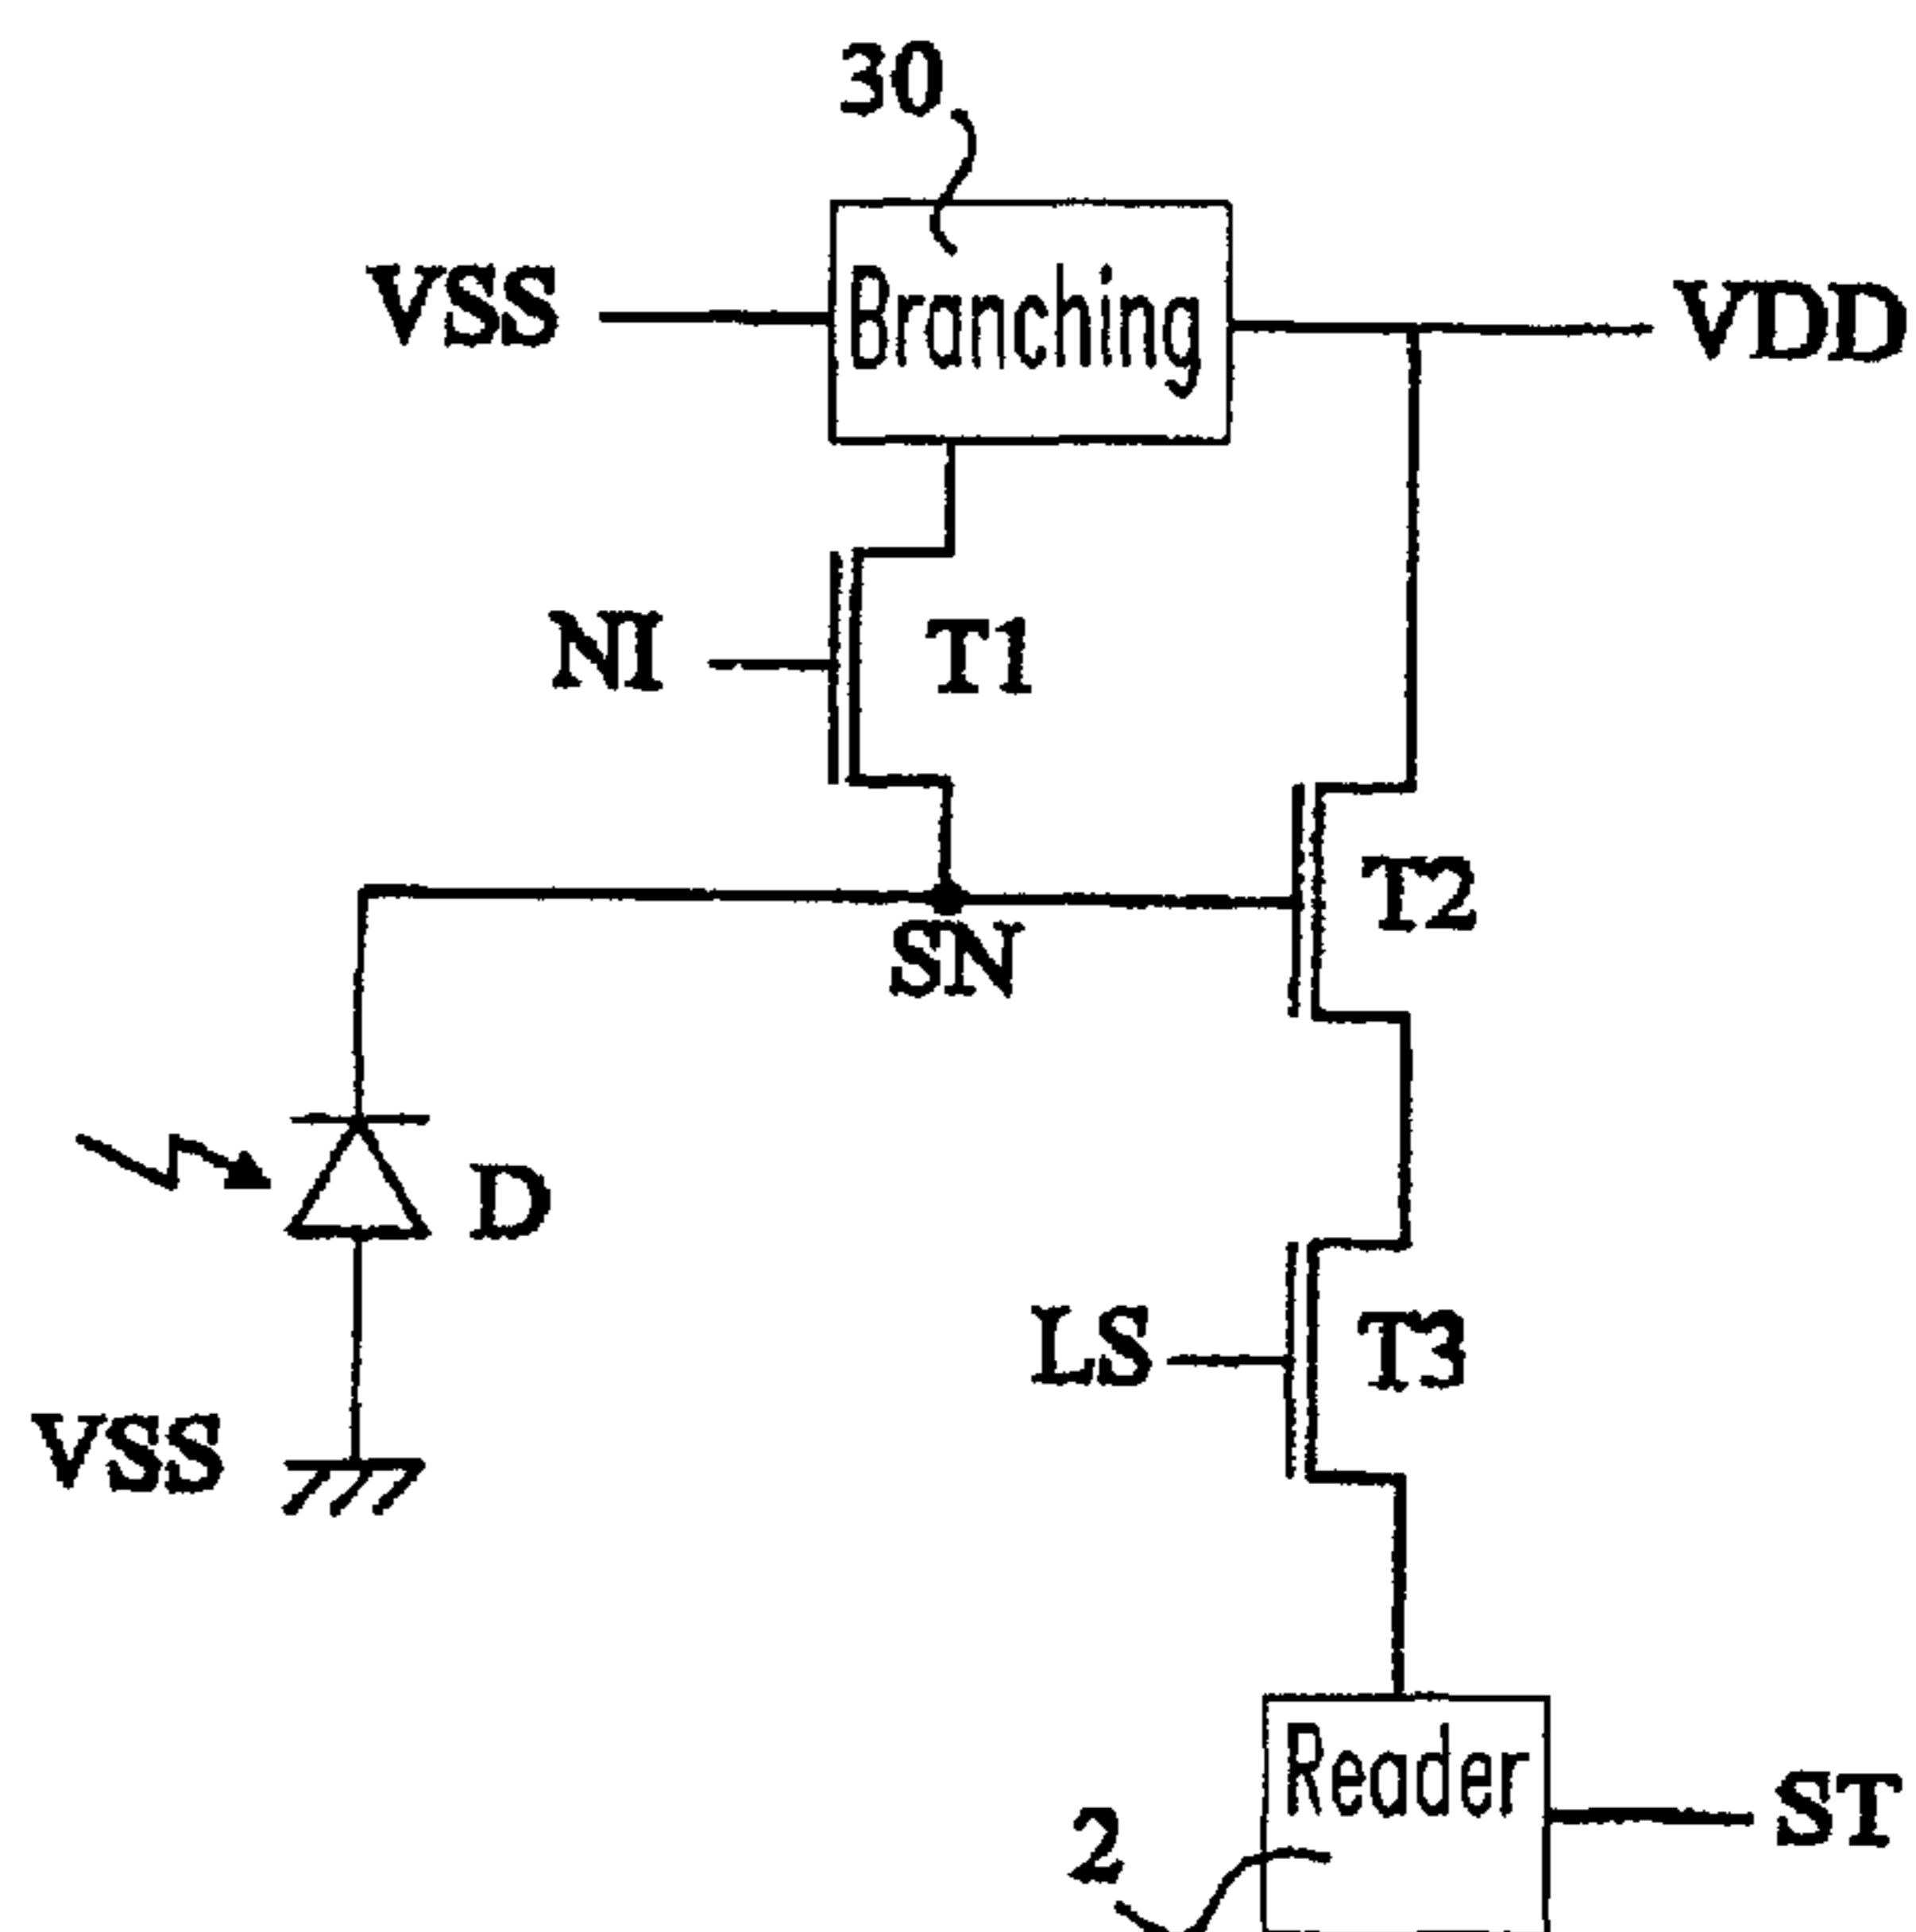 30
VSS
Branching
VDD
NI
T1
T2
SN
D
LS
T3
VSS
Reader
ST
2